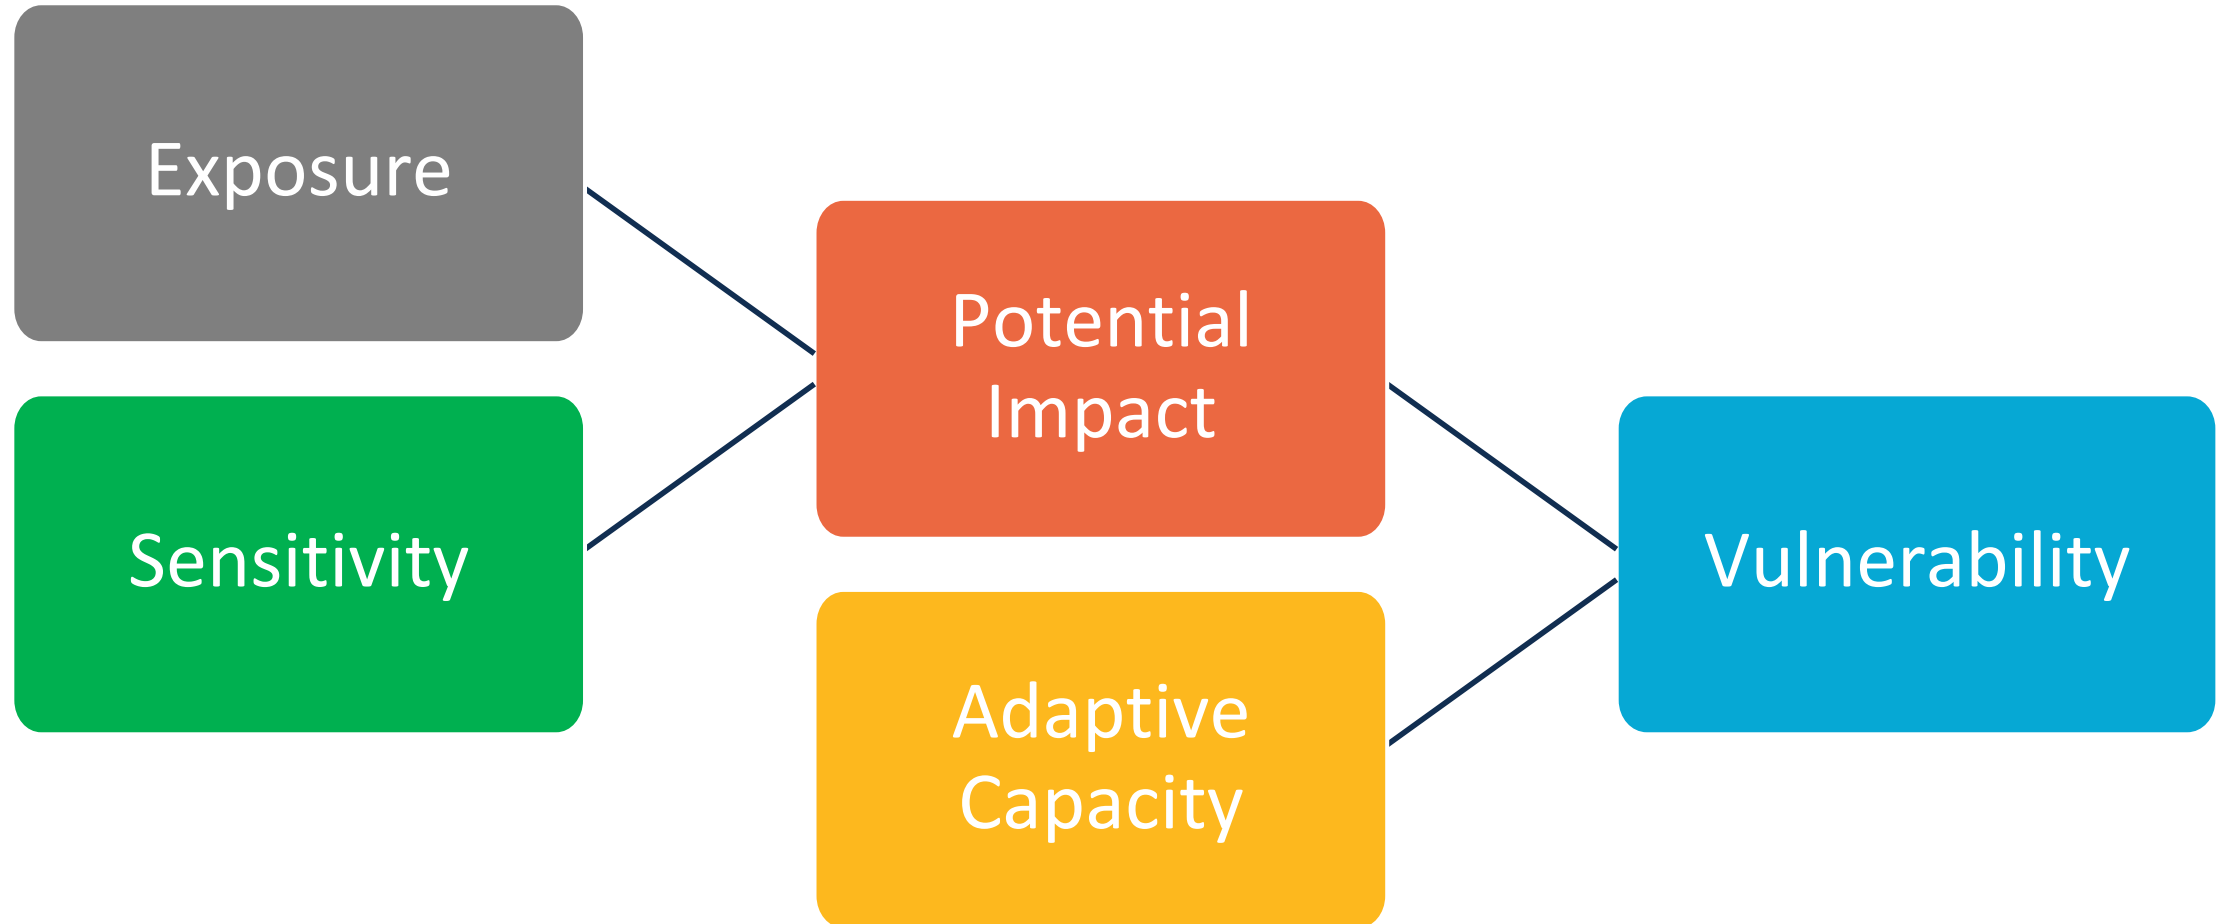 Exposure
Sensitivity
Potential
Impact
Adaptive
Capacity
Vulnerability